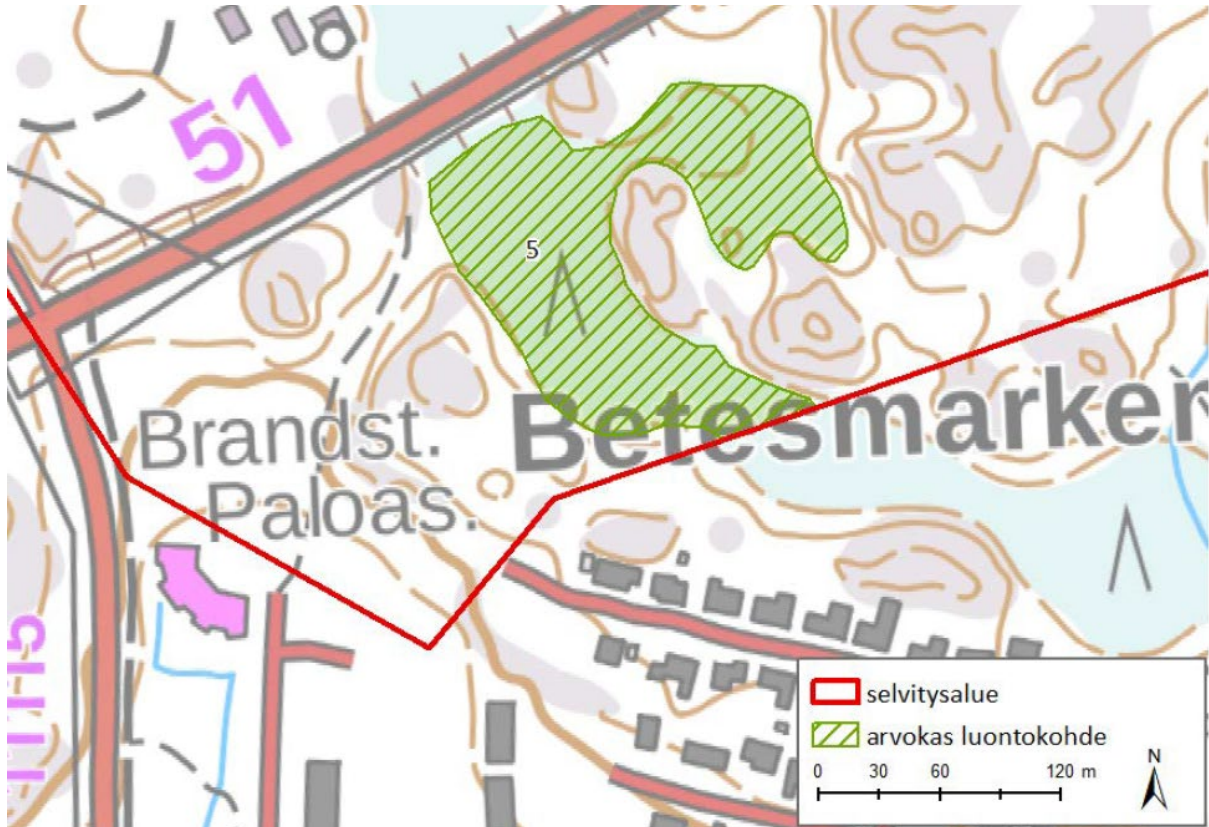 51
5
Betesmarker
Brandst.
Paloas.
selvitysalue
arvokas luontokohde
0 30 60 120 m
N